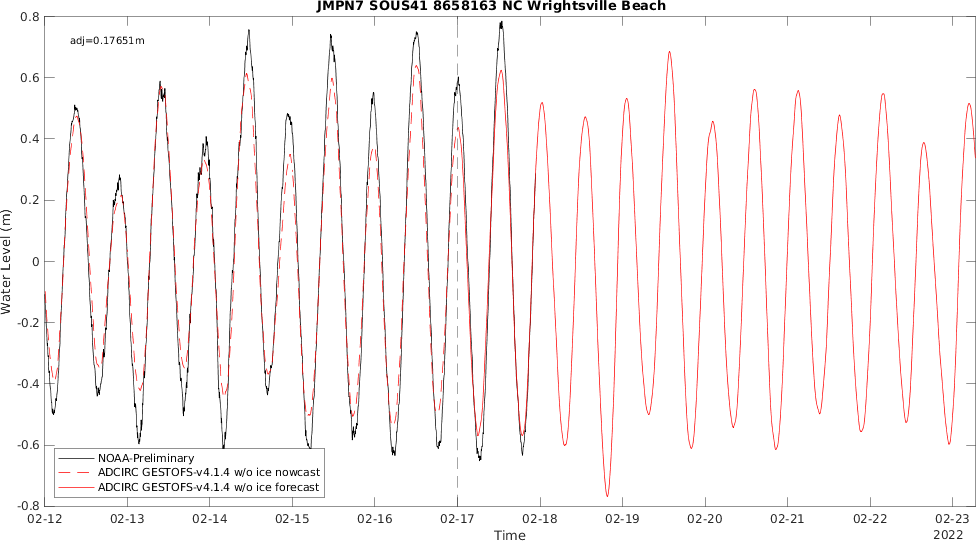 JMPN7 SOUS41 8658163 NC Wrightsville Beach
adj=0.17651m
0.8
0.6
0.4
0.2
0
-0.2
-0.4
-0.6
-0.8
Water Level (m)
NOAA-Preliminary
ADCIRC GESTOFS-v4.1.4 w/o ice nowcast
ADCIRC GESTOFS-v4.1.4 w/o ice forecast
02-12 02-13 02-14 02-15 02-16 02-17 02-18 02-19 02-20 02-21 02-22 02-23
Time
2022